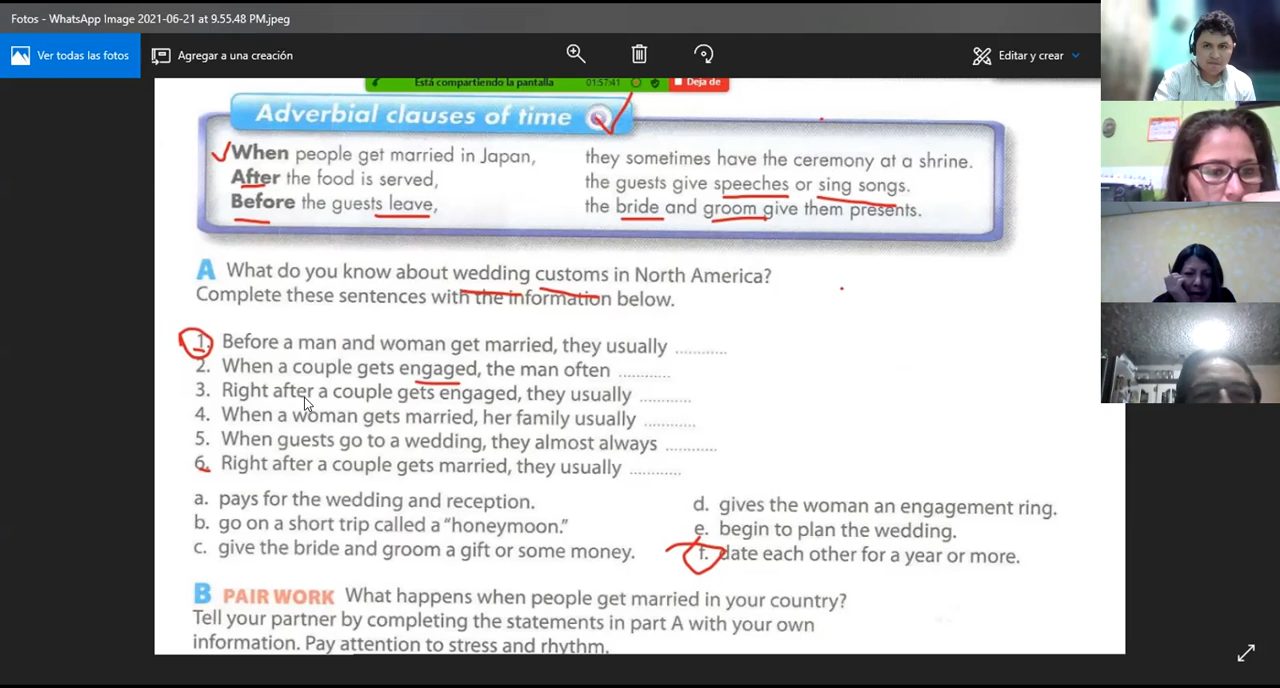 Fotos - WhatsApp Image 2021-06-21 at 9.55.48 PM.jpeg
Ver todas las fotos
Agregar a una creación
Editar y crear
Está compartiendo la pantalla
01:57:41
Deja de
Adverbial clauses of time
When people get married in Japan, they sometimes have the ceremony at a shrine.
After the food is served, the guests give speeches or sing songs.
Before the guests leave, the bride and groom give them presents.
A What do you know about wedding customs in North America?
Complete these sentences with the information below.
1. Before a man and woman get married, they usually ............
2. When a couple gets engaged, the man often ............
3. Right after a couple gets engaged, they usually ............
4. When a woman gets married, her family usually ............
5. When guests go to a wedding, they almost always ............
6. Right after a couple gets married, they usually ............
a. pays for the wedding and reception.
b. go on a short trip called a “honeymoon.”
c. give the bride and groom a gift or some money.
d. gives the woman an engagement ring.
e. begin to plan the wedding.
f. date each other for a year or more.
B PAIR WORK What happens when people get married in your country?
Tell your partner by completing the statements in part A with your own
information. Pay attention to stress and rhythm.